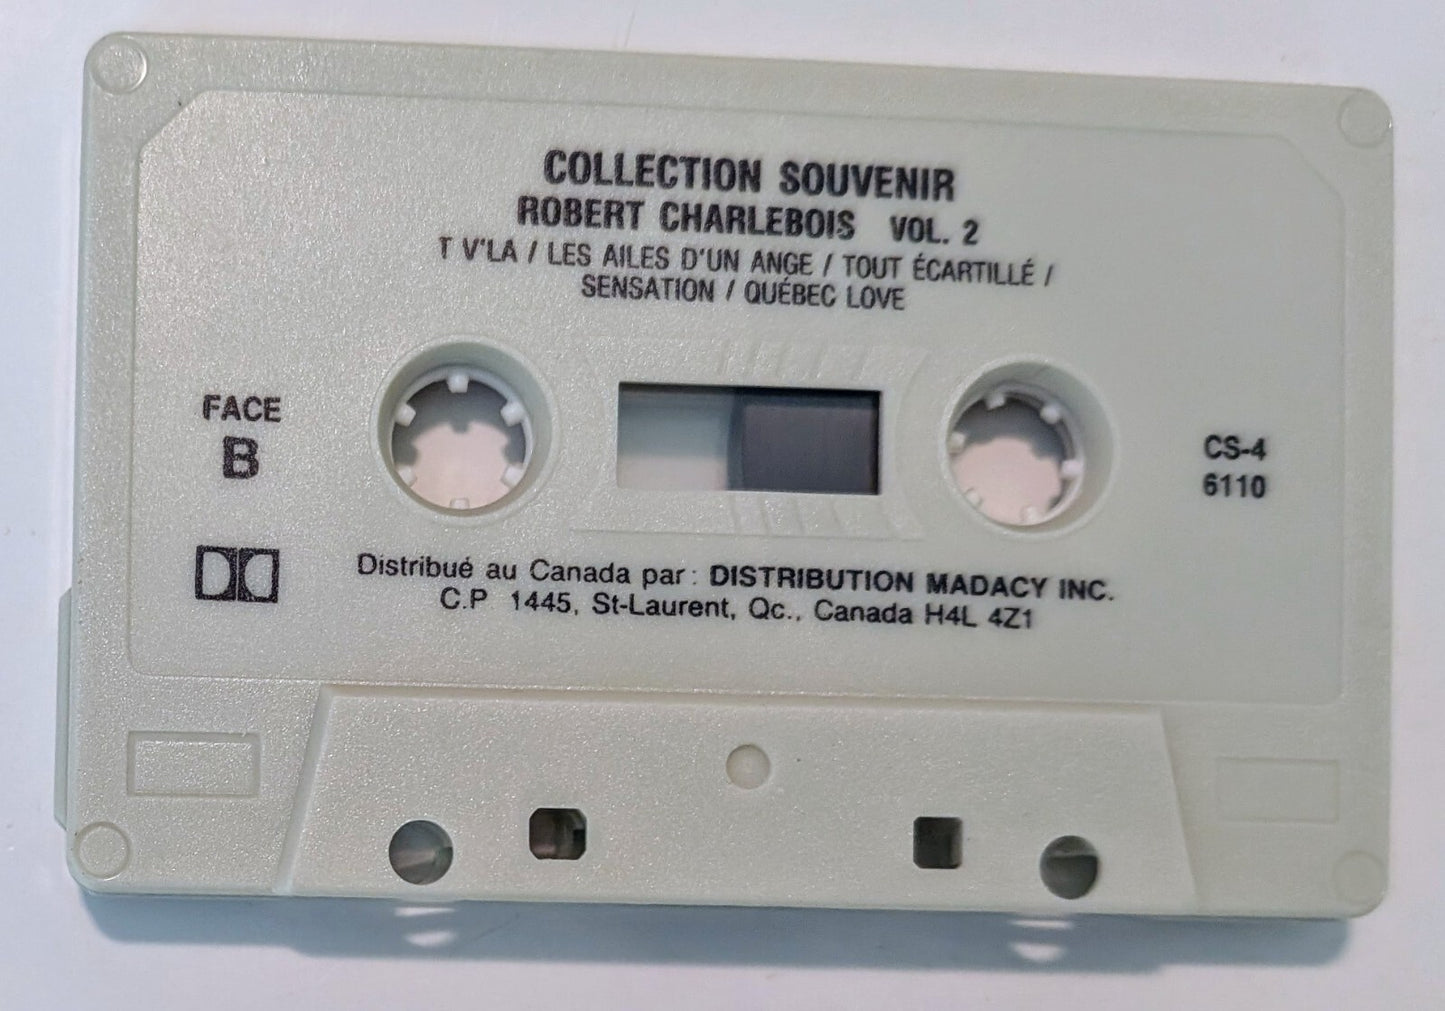 COLLECTION SOUVENIR
ROBERT CHARLEBOIS VOL. 2
T V'LA / LES AILES D'UN ANGE / TOUT ÉCARTILLÉ /
SENSATION / QUÉBEC LOVE
FACE
B
CS-4
6110
Distribué au Canada par: DISTRIBUTION MADACY INC.
C.P. 1445, St-Laurent, Qc., Canada H4L 4Z1